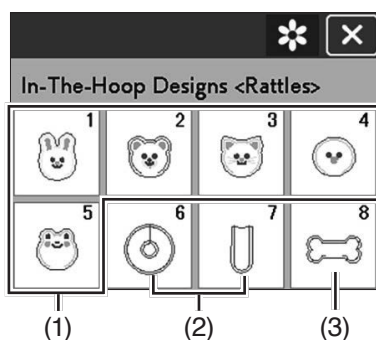 In-The-Hoop Designs <Rattles>
1 2 3 4
5 6 7 8
(1) (2) (3)